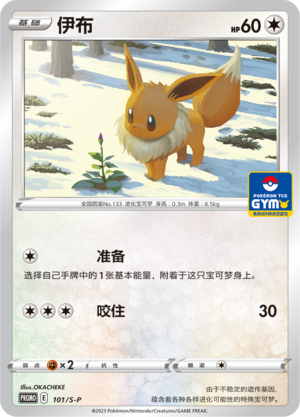 基础 伊布 HP60
POKÉMON TCG
GYM
全国图鉴No.133 进化宝可梦 身高：0.3m 体重：6.5kg
准备
选择自己手牌中的1张基本能量，附着于这只宝可梦身上。
咬住 30
弱点 ×2 抗性 撤退
Illus.OKACHEKE
PROMO E 101/S-P
由于不稳定的遗传基因，
蕴含着各种各样进化可能性的宝可梦。
©2023 Pokémon/Nintendo/Creatures/GAME FREAK.